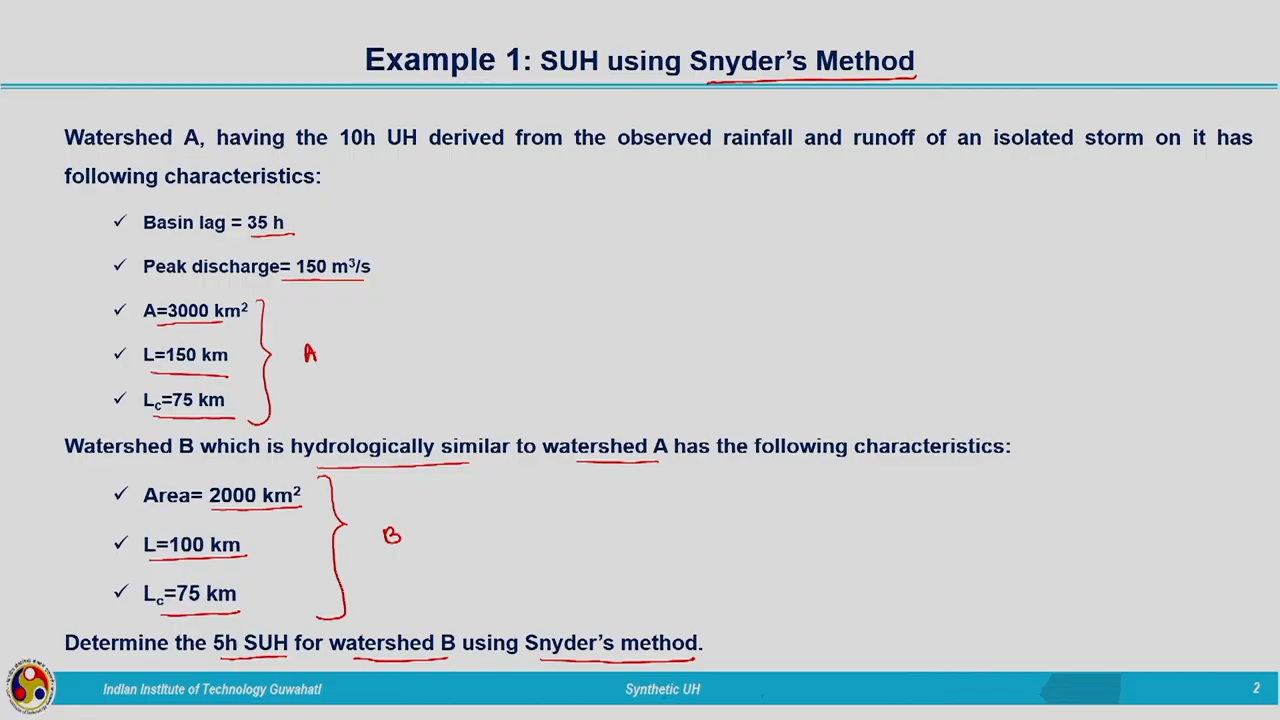 Example 1: SUH using Snyder's Method
Watershed A, having the 10h UH derived from the observed rainfall and runoff of an isolated storm on it has
following characteristics:
✓ Basin lag = 35 h
✓ Peak discharge= 150 m³/s
✓ A=3000 km²
✓ L=150 km
A
✓ Lc=75 km
Watershed B which is hydrologically similar to watershed A has the following characteristics:
✓ Area= 2000 km²
B
✓ L=100 km
✓ Lc=75 km
Determine the 5h SUH for watershed B using Snyder's method.
Indian Institute of Technology Guwahati Synthetic UH 2